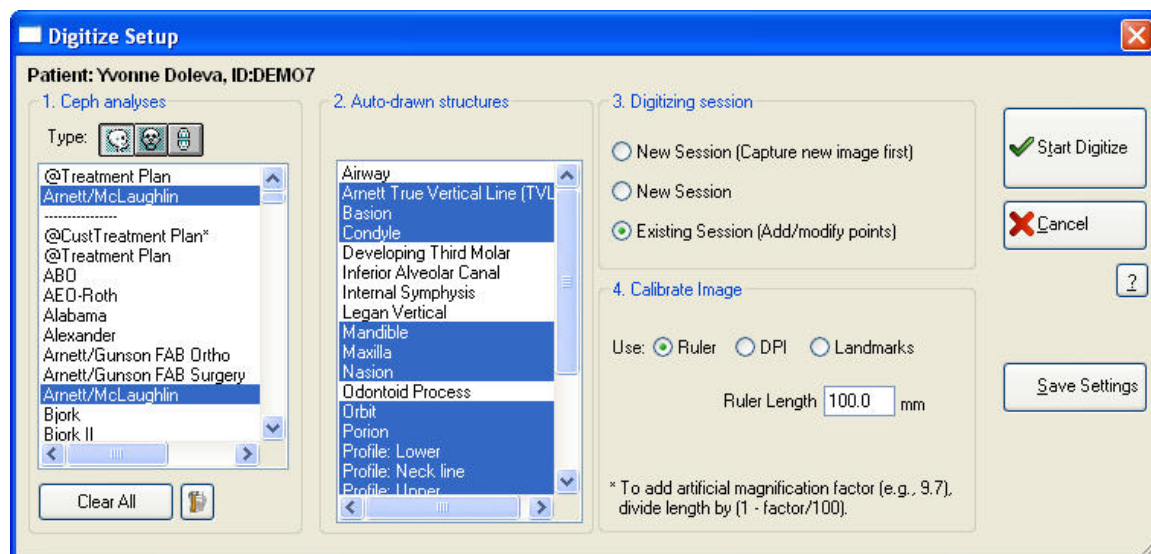 Digitize Setup
Patient: Yvonne Doleva, ID:DEMO7
1. Ceph analyses
Type:
@Treatment Plan
Arnett/McLaughlin
----------------
@CustTreatment Plan*
@Treatment Plan
ABO
AEO-Roth
Alabama
Alexander
Arnett/Gunson FAB Ortho
Arnett/Gunson FAB Surgery
Arnett/McLaughlin
Bjork
Bjork II
Clear All
2. Auto-drawn structures
Airway
Arnett True Vertical Line (TVL
Basion
Condyle
Developing Third Molar
Inferior Alveolar Canal
Internal Symphysis
Legan Vertical
Mandible
Maxilla
Nasion
Odontoid Process
Orbit
Porion
Profile: Lower
Profile: Neck line
Profile: Upper
3. Digitizing session
New Session (Capture new image first)
New Session
Existing Session (Add/modify points)
4. Calibrate Image
Use: Ruler DPI Landmarks
Ruler Length 100.0 mm
* To add artificial magnification factor (e.g., 9.7),
divide length by (1 - factor/100).
Start Digitize
Cancel
?
Save Settings